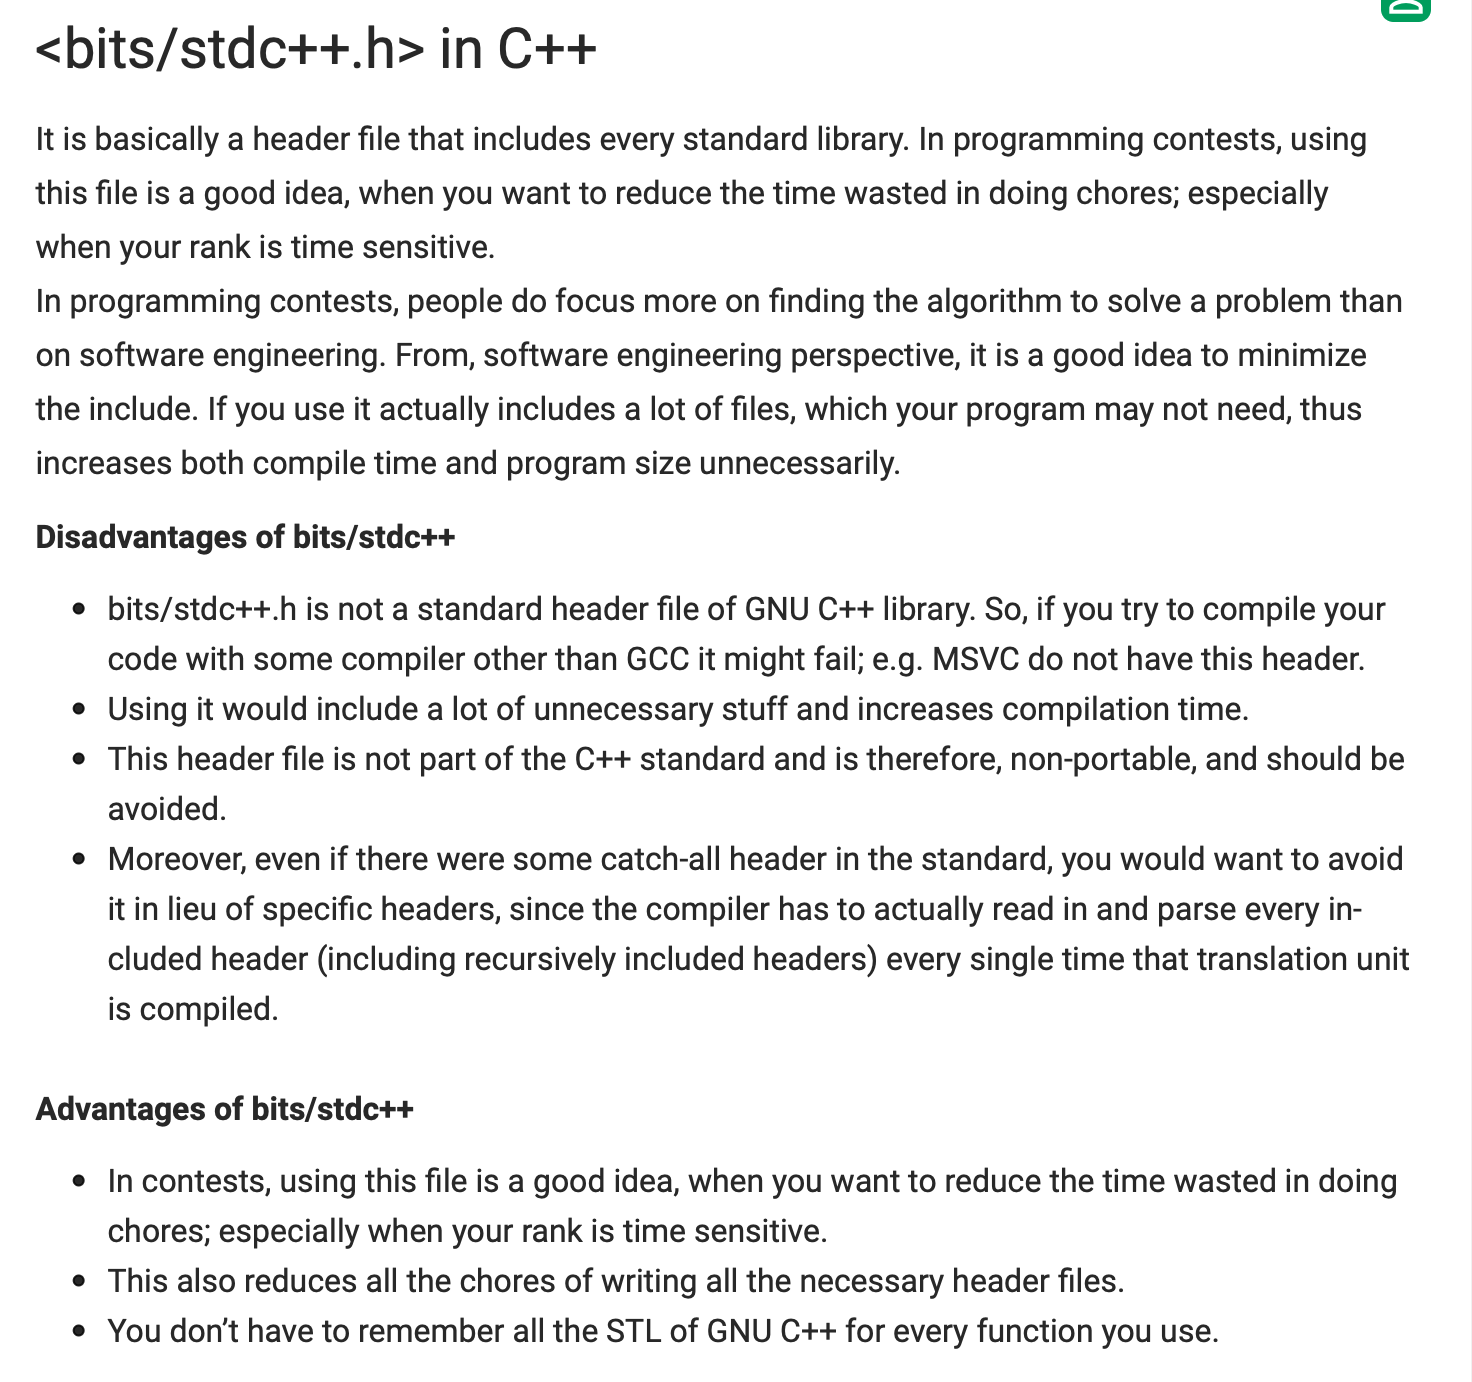 <bits/stdc++.h> in C++
It is basically a header file that includes every standard library. In programming contests, using
this file is a good idea, when you want to reduce the time wasted in doing chores; especially
when your rank is time sensitive.
In programming contests, people do focus more on finding the algorithm to solve a problem than
on software engineering. From, software engineering perspective, it is a good idea to minimize
the include. If you use it actually includes a lot of files, which your program may not need, thus
increases both compile time and program size unnecessarily.
Disadvantages of bits/stdc++
• bits/stdc++.h is not a standard header file of GNU C++ library. So, if you try to compile your
code with some compiler other than GCC it might fail; e.g. MSVC do not have this header.
• Using it would include a lot of unnecessary stuff and increases compilation time.
• This header file is not part of the C++ standard and is therefore, non-portable, and should be
avoided.
• Moreover, even if there were some catch-all header in the standard, you would want to avoid
it in lieu of specific headers, since the compiler has to actually read in and parse every in-
cluded header (including recursively included headers) every single time that translation unit
is compiled.
Advantages of bits/stdc++
• In contests, using this file is a good idea, when you want to reduce the time wasted in doing
chores; especially when your rank is time sensitive.
• This also reduces all the chores of writing all the necessary header files.
• You don’t have to remember all the STL of GNU C++ for every function you use.